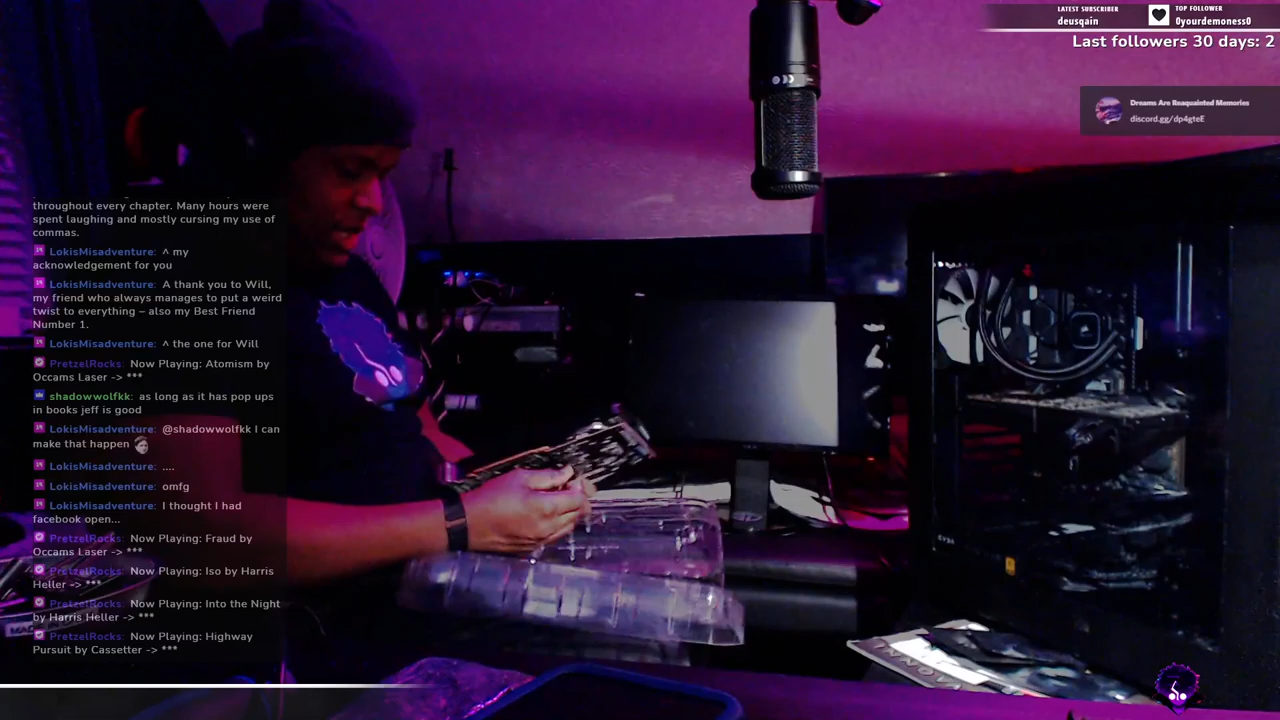 LATEST SUBSCRIBER
deusqain
TOP FOLLOWER
0yourdemoness0
Last followers 30 days: 2
Dreams Are Reaquainted Memories
discord.gg/dp4gteE
throughout every chapter. Many hours were
spent laughing and mostly cursing my use of
commas.
LokisMisadventure: ^ my
acknowledgement for you
LokisMisadventure: A thank you to Will,
my friend who always manages to put a weird
twist to everything – also my Best Friend
Number 1.
LokisMisadventure: ^ the one for Will
PretzelRocks: Now Playing: Atomism by
Occams Laser -> ***
shadowwolfkk: as long as it has pop ups
in books jeff is good
LokisMisadventure: @shadowwolfkk I can
make that happen
LokisMisadventure: ....
LokisMisadventure: omfg
LokisMisadventure: I thought I had
facebook open...
PretzelRocks: Now Playing: Fraud by
Occams Laser -> ***
PretzelRocks: Now Playing: Iso by Harris
Heller -> ***
PretzelRocks: Now Playing: Into the Night
by Harris Heller -> ***
PretzelRocks: Now Playing: Highway
Pursuit by Cassetter -> ***